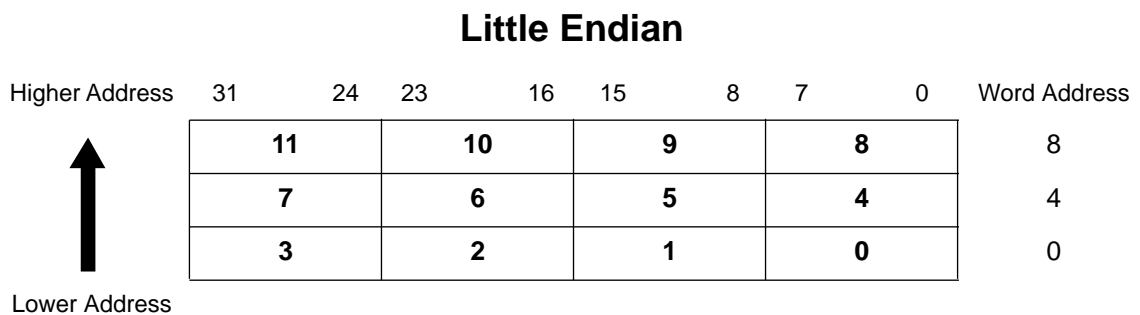 Little Endian
Higher Address 31 24 23 16 15 8 7 0 Word Address
11 10 9 8 8
7 6 5 4 4
3 2 1 0 0
Lower Address